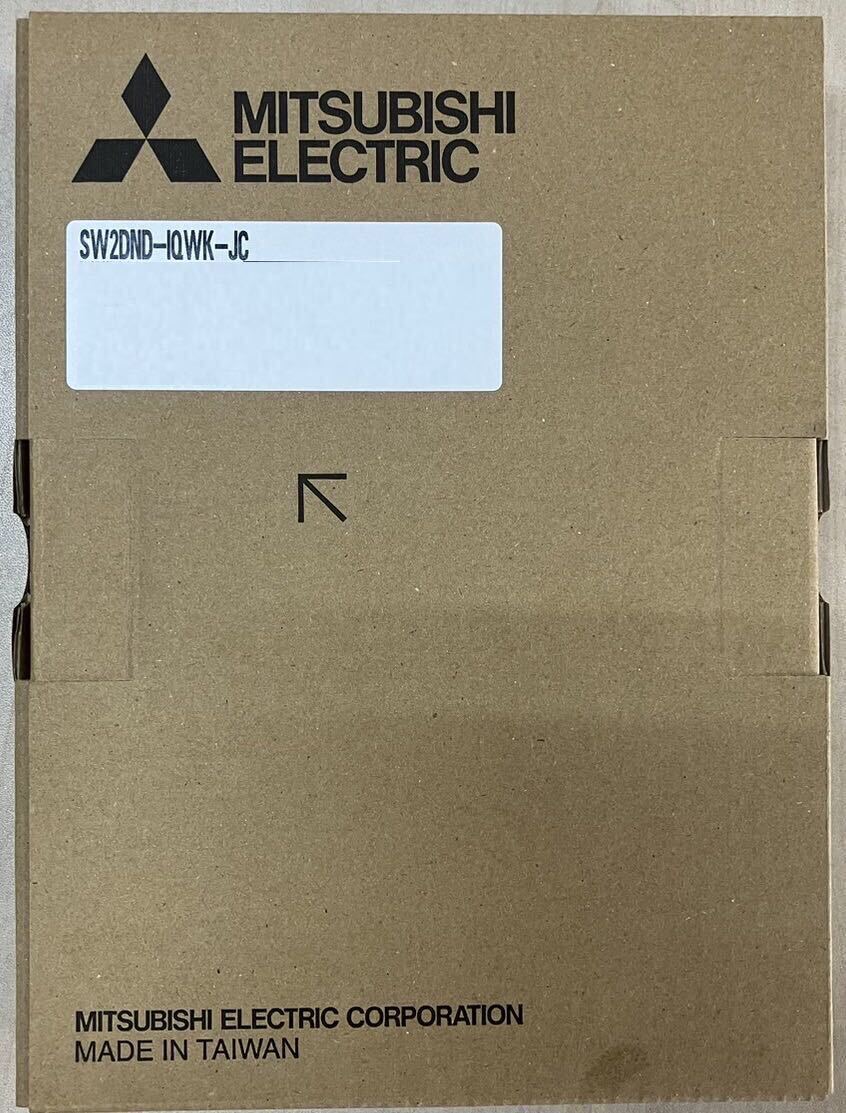 MITSUBISHI
ELECTRIC
SW2DND-IQWK-JC
MITSUBISHI ELECTRIC CORPORATION
MADE IN TAIWAN